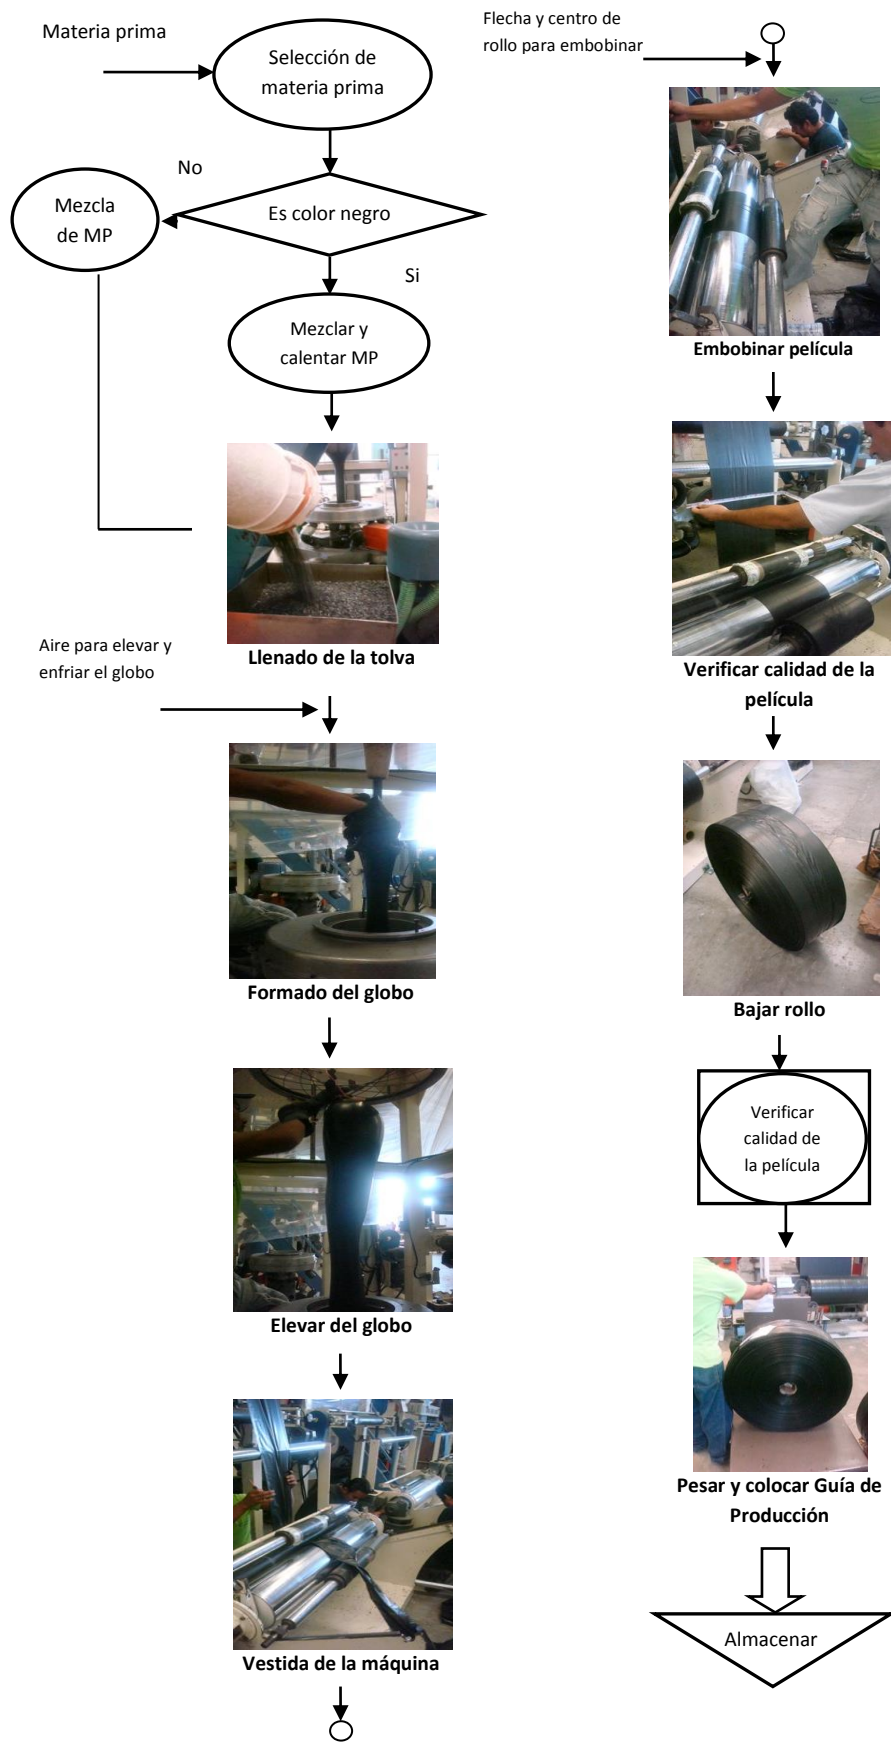 Materia prima
Selección de
materia prima
No
Mezcla
de MP
Es color negro
Si
Mezclar y
calentar MP
Llenado de la tolva
Aire para elevar y
enfriar el globo
Formado del globo
Elevar del globo
Vestida de la máquina
Flecha y centro de
rollo para embobinar
Embobinar película
Verificar calidad de la
película
Bajar rollo
Verificar
calidad de
la película
Pesar y colocar Guía de
Producción
Almacenar